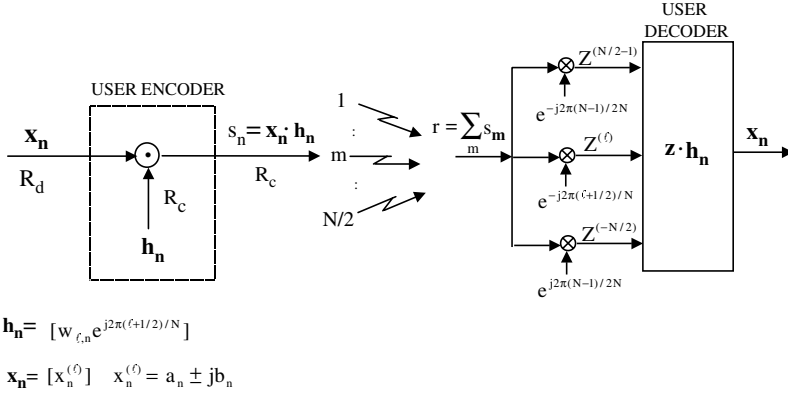 USER ENCODER
x_n
R_d
h_n
R_c
s_n = x_n · h_n
R_c
1
:
m
:
N/2
r = ∑_m s_m
USER
DECODER
Z^(N/2−1)
e^−j2π(N−1)/2N
Z^(ℓ)
e^−j2π(ℓ+1/2)/N
Z^(−N/2)
e^j2π(N−1)/2N
z·h_n
x_n
h_n = [w_ℓ,n e^j2π(ℓ+1/2)/N]
x_n = [x_n^(ℓ)] x_n^(ℓ) = a_n ± jb_n